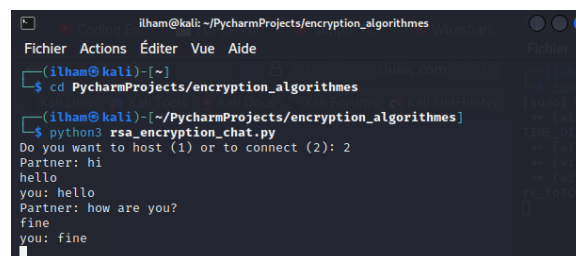 ilham@kali: ~/PycharmProjects/encryption_algorithmes
Fichier Actions Éditer Vue Aide
┌──(ilham㉿kali)-[~]
└─$ cd PycharmProjects/encryption_algorithmes
┌──(ilham㉿kali)-[~/PycharmProjects/encryption_algorithmes]
└─$ python3 rsa_encryption_chat.py
Do you want to host (1) or to connect (2): 2
Partner: hi
hello
you: hello
Partner: how are you?
fine
you: fine
Fichier